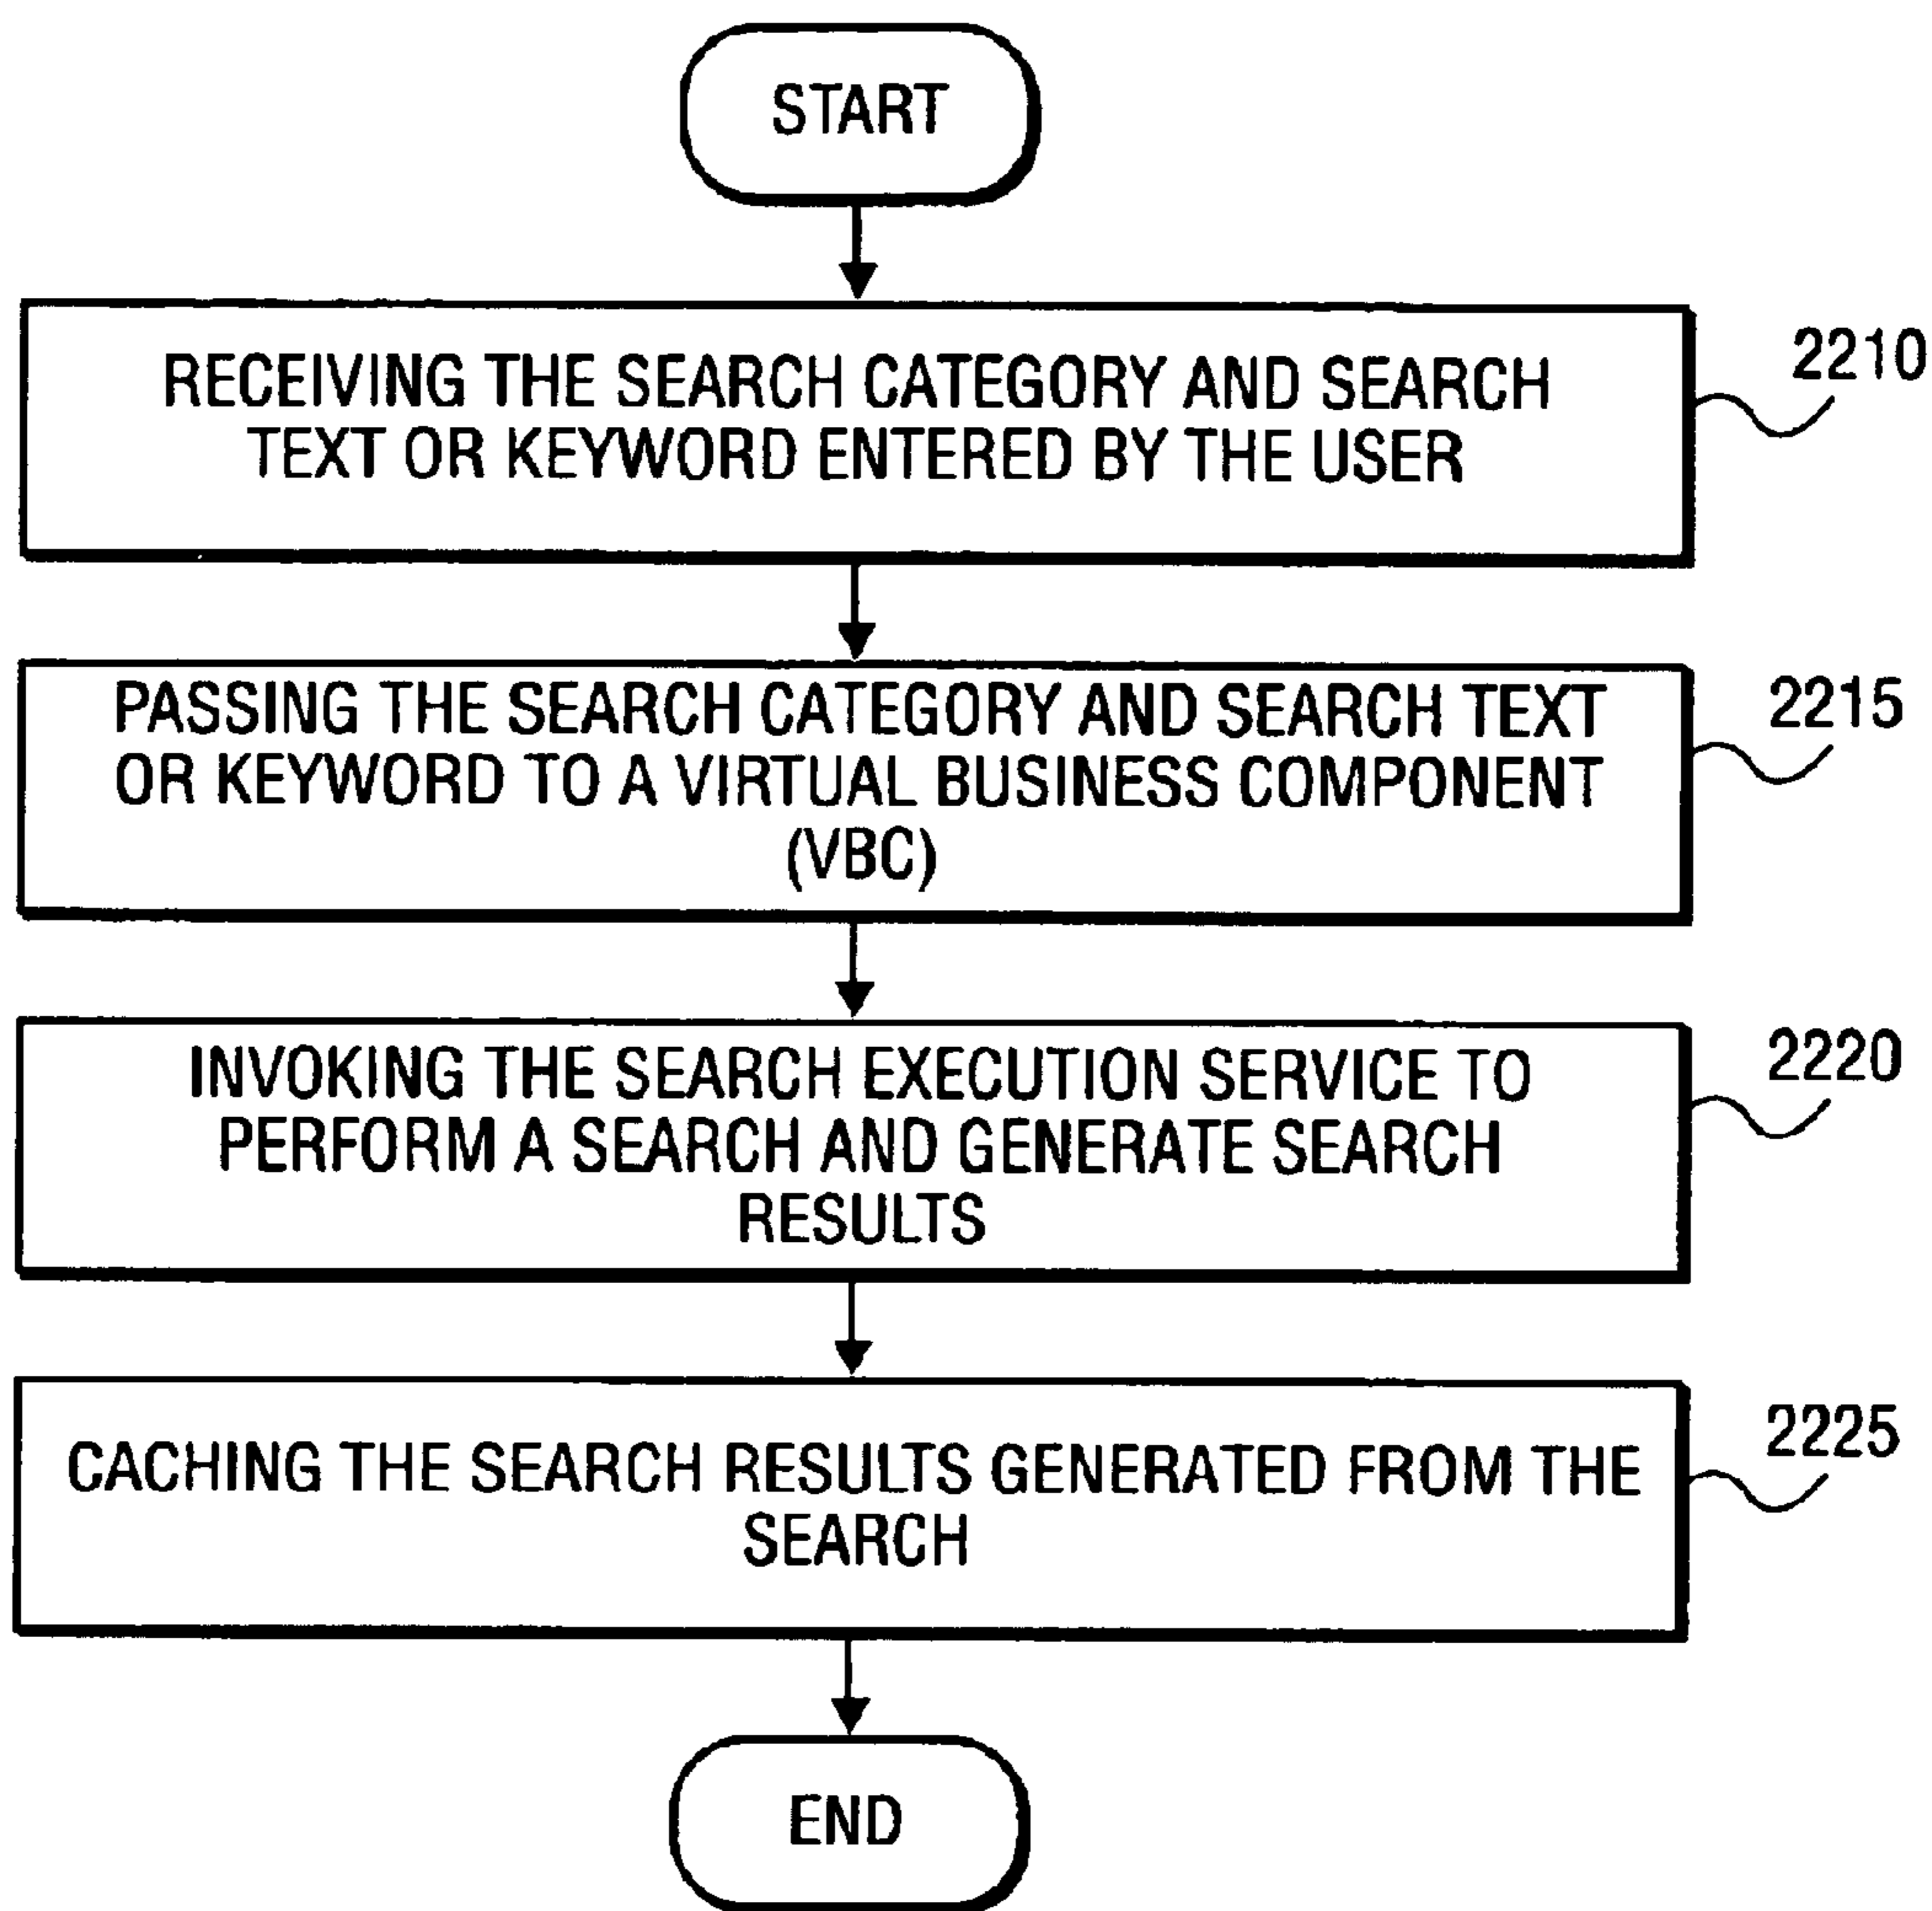 START
RECEIVING THE SEARCH CATEGORY AND SEARCH
TEXT OR KEYWORD ENTERED BY THE USER
2210
PASSING THE SEARCH CATEGORY AND SEARCH TEXT
OR KEYWORD TO A VIRTUAL BUSINESS COMPONENT
(VBC)
2215
INVOKING THE SEARCH EXECUTION SERVICE TO
PERFORM A SEARCH AND GENERATE SEARCH
RESULTS
2220
CACHING THE SEARCH RESULTS GENERATED FROM THE
SEARCH
2225
END